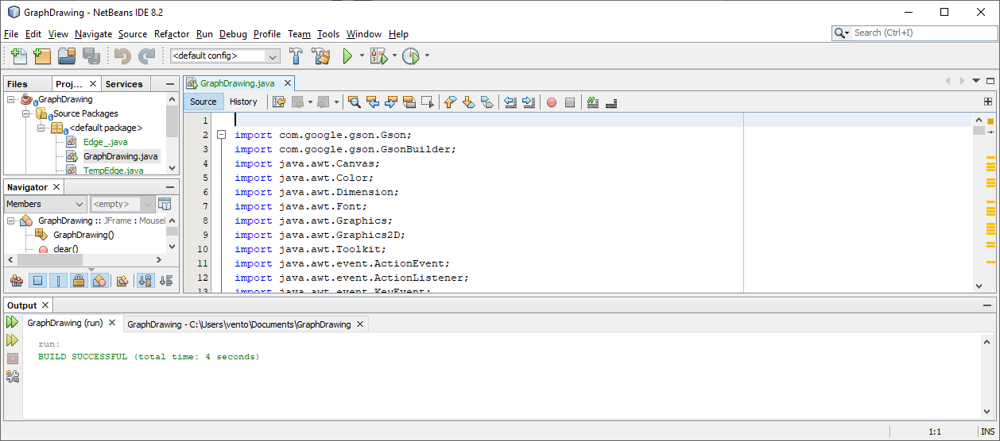 GraphDrawing - NetBeans IDE 8.2
File Edit View Navigate Source Refactor Run Debug Profile Team Tools Window Help
Search (Ctrl+I)
<default config>
Files Proj... Services
GraphDrawing
Source Packages
<default package>
Edge_.java
GraphDrawing.java
TempEdge.java
Navigator
Members <empty>
GraphDrawing :: JFrame : Mousel
GraphDrawing()
clear()
GraphDrawing.java
Source History
1
2 import com.google.gson.Gson;
3 import com.google.gson.GsonBuilder;
4 import java.awt.Canvas;
5 import java.awt.Color;
6 import java.awt.Dimension;
7 import java.awt.Font;
8 import java.awt.Graphics;
9 import java.awt.Graphics2D;
10 import java.awt.Toolkit;
11 import java.awt.event.ActionEvent;
12 import java.awt.event.ActionListener;
13 import java.awt.event.KeyEvent;
Output
GraphDrawing (run) GraphDrawing - C:\Users\vento\Documents\GraphDrawing
run:
BUILD SUCCESSFUL (total time: 4 seconds)
1:1 INS